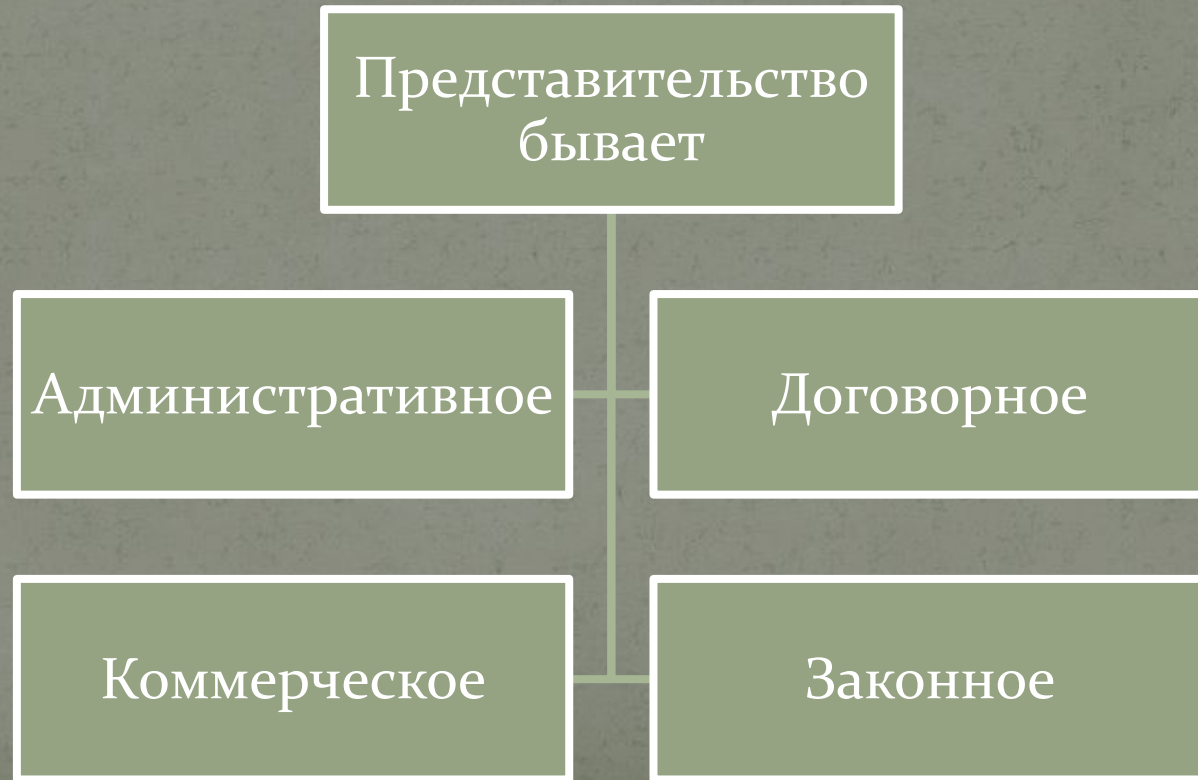 Представительство
бывает
Административное
Договорное
Коммерческое
Законное